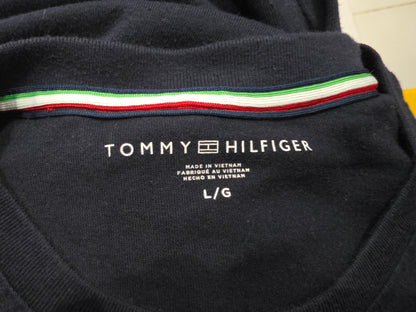 TOMMY HILFIGER
MADE IN VIETNAM
FABRIQUÉ AU VIETNAM
HECHO EN VIETNAM
L/G